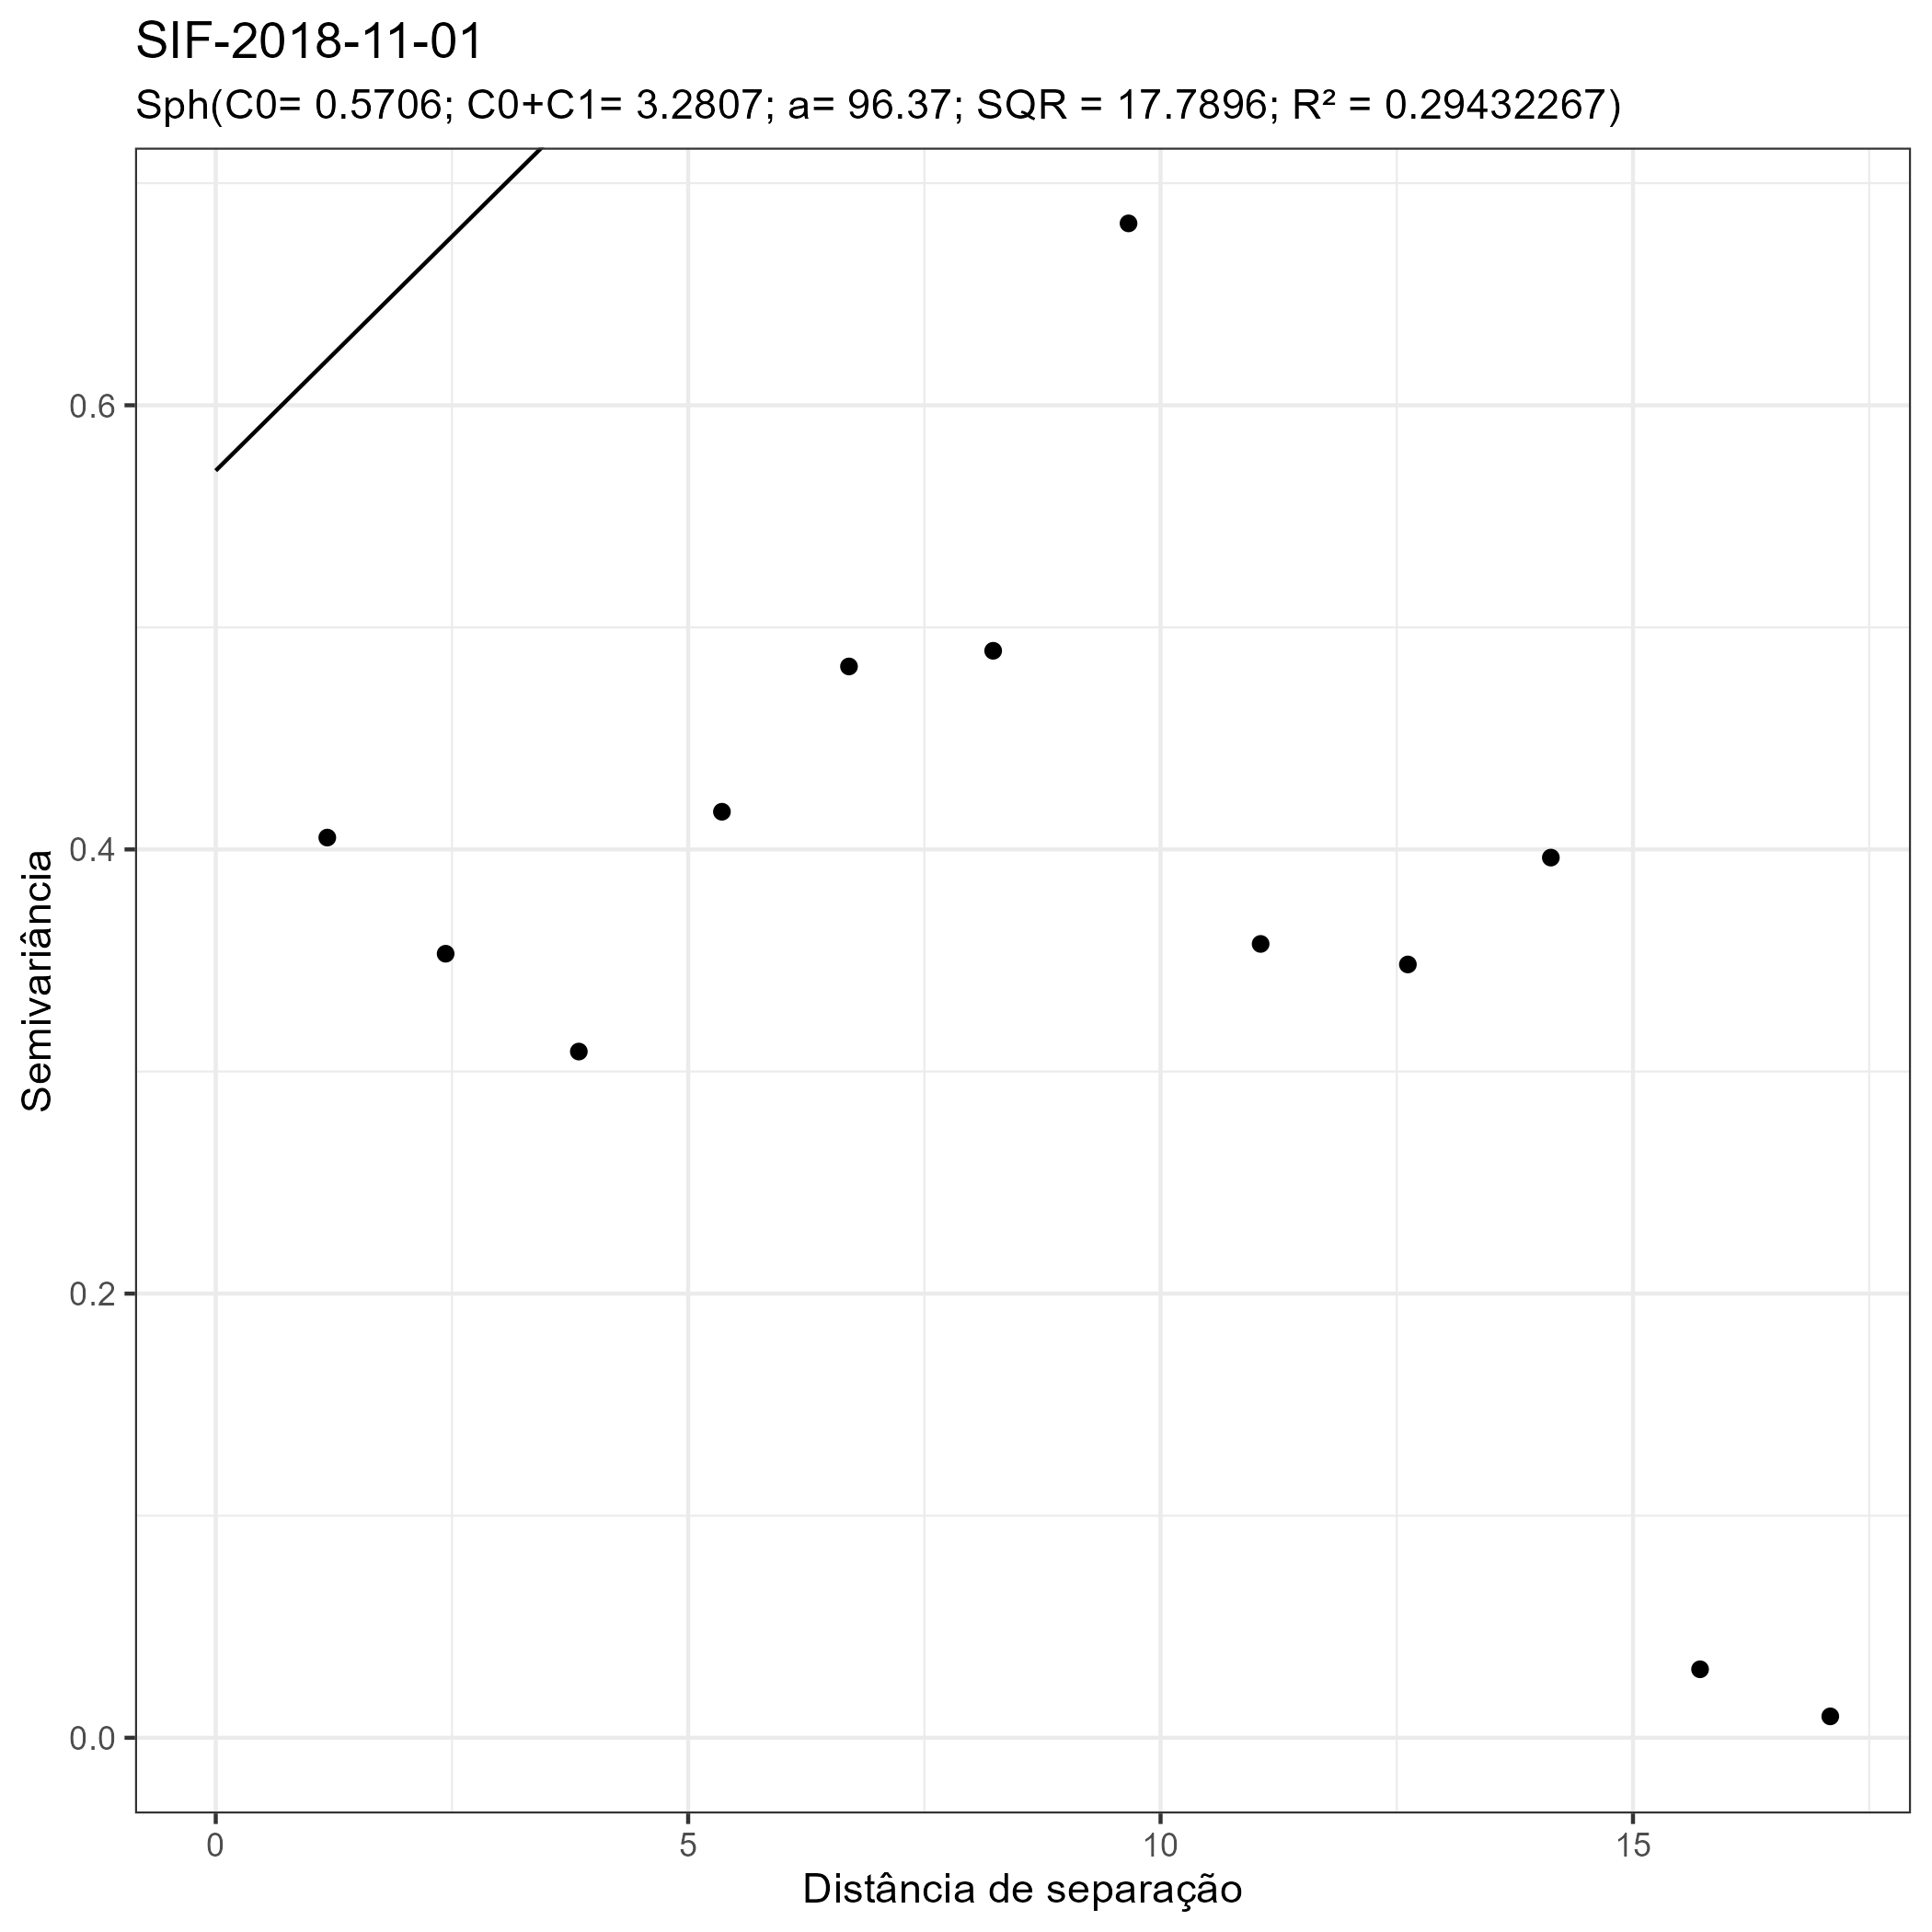 SIF-2018-11-01
Sph(C0= 0.5706; C0+C1= 3.2807; a= 96.37; SQR = 17.7896; R² = 0.29432267)
Semivariância
0.6
0.4
0.2
0.0
0
5
10
15
Distância de separação